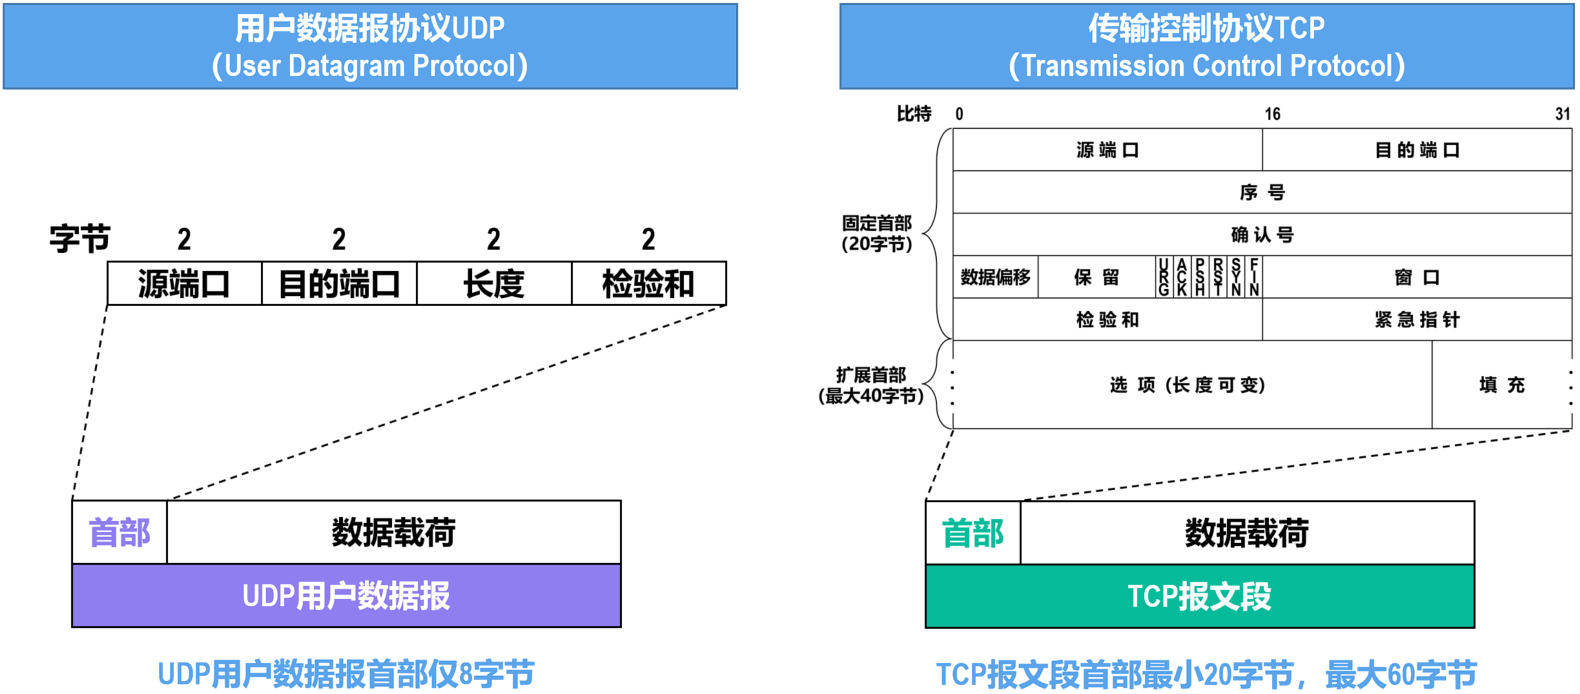 用户数据报协议UDP
(User Datagram Protocol)
字节 2 2 2 2
源端口 目的端口 长度 检验和
首部 数据载荷
UDP用户数据报
UDP用户数据报首部仅8字节
传输控制协议TCP
(Transmission Control Protocol)
比特 0 16 31
源端口 目的端口
序号
确认号
固定首部
(20字节)
数据偏移 保留 URG ACK PSH RST SYN FIN 窗口
检验和 紧急指针
扩展首部
(最大40字节)
选项 (长度可变) 填充
首部 数据载荷
TCP报文段
TCP报文段首部最小20字节，最大60字节